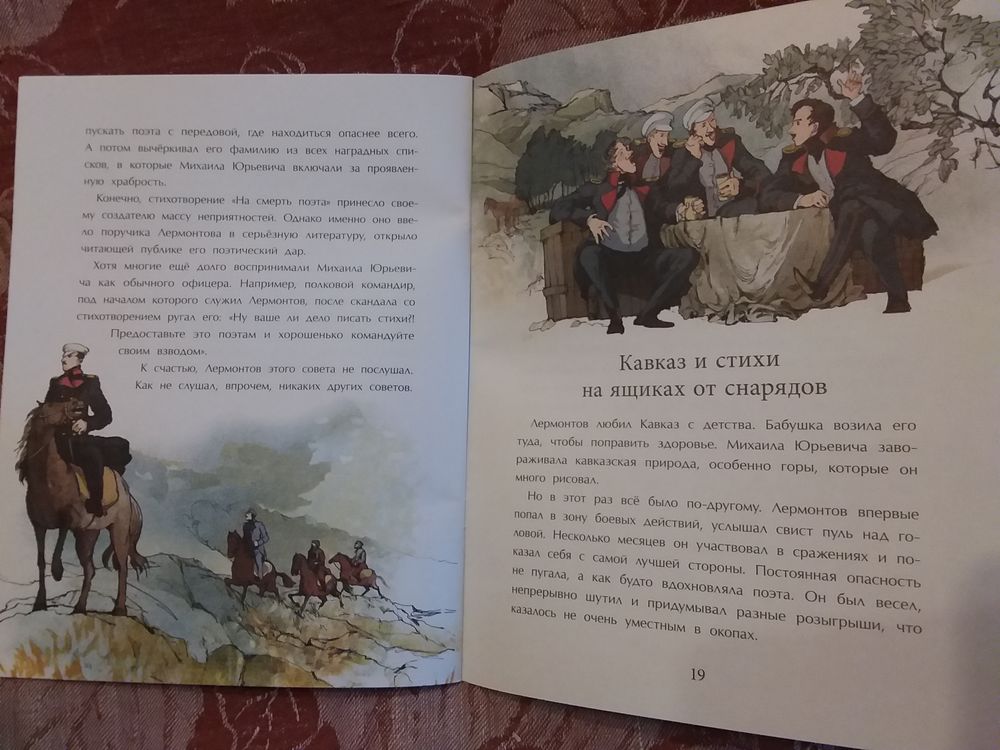 пускать поэта с передовой, где находиться опаснее всего.
А потом вычёркивал его фамилию из всех наградных спи-
сков, в которые Михаила Юрьевича включали за проявлен-
ную храбрость.
Конечно, стихотворение «На смерть поэта» принесло свое-
му создателю массу неприятностей. Однако именно оно вве-
ло поручика Лермонтова в серьёзную литературу, открыло
читающей публике его поэтический дар.
Хотя многие ещё долго воспринимали Михаила Юрьеви-
ча как обычного офицера. Например, полковой командир,
под началом которого служил Лермонтов, после скандала со
стихотворением ругал его: «Ну ваше ли дело писать стихи?!
Предоставьте это поэтам и хорошенько командуйте
своим взводом».
К счастью, Лермонтов этого совета не послушал.
Как не слушал, впрочем, никаких других советов.
Кавказ и стихи
на ящиках от снарядов
Лермонтов любил Кавказ с детства. Бабушка возила его
туда, чтобы поправить здоровье. Михаила Юрьевича заво-
раживала кавказская природа, особенно горы, которые он
много рисовал.
Но в этот раз всё было по-другому. Лермонтов впервые
попал в зону боевых действий, услышал свист пуль над го-
ловой. Несколько месяцев он участвовал в сражениях и по-
казал себя с самой лучшей стороны. Постоянная опасность
не пугала, а как будто вдохновляла поэта. Он был весел,
непрерывно шутил и придумывал разные розыгрыши, что
казалось не очень уместным в окопах.
19